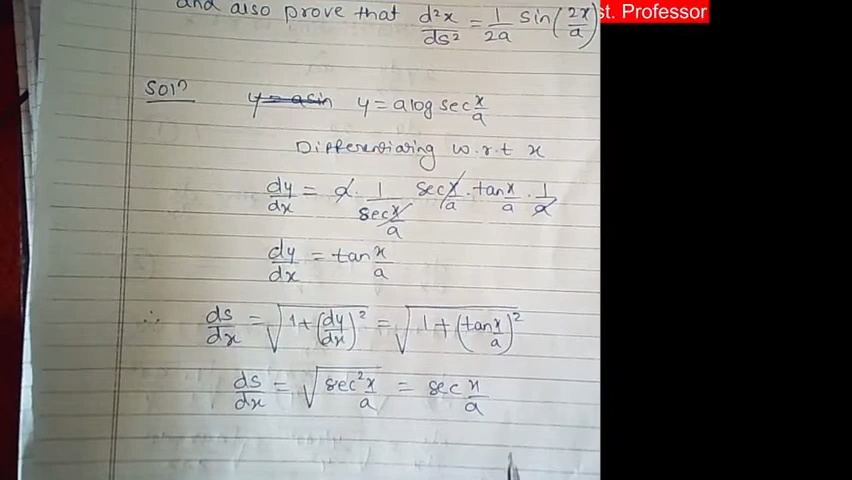 and also prove that d²x/ds² = 1/2a sin(2x/a)
st. Professor
Solⁿ y = a sin y = a log sec x/a
Differentiating w.r.t x
dy/dx = a · 1/(sec x/a) sec x/a · tan x/a · 1/a
dy/dx = tan x/a
∴ ds/dx = √(1+(dy/dx)²) = √(1+(tan x/a)²)
ds/dx = √(sec² x/a) = sec x/a